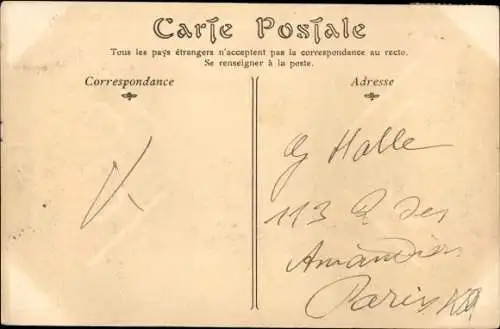 Carte Postale
Tous les pays étrangers n'acceptent pas la correspondance au recto.
Se renseigner à la poste.
Correspondance
Adresse
Halle
113 R des
Amandiers
Paris